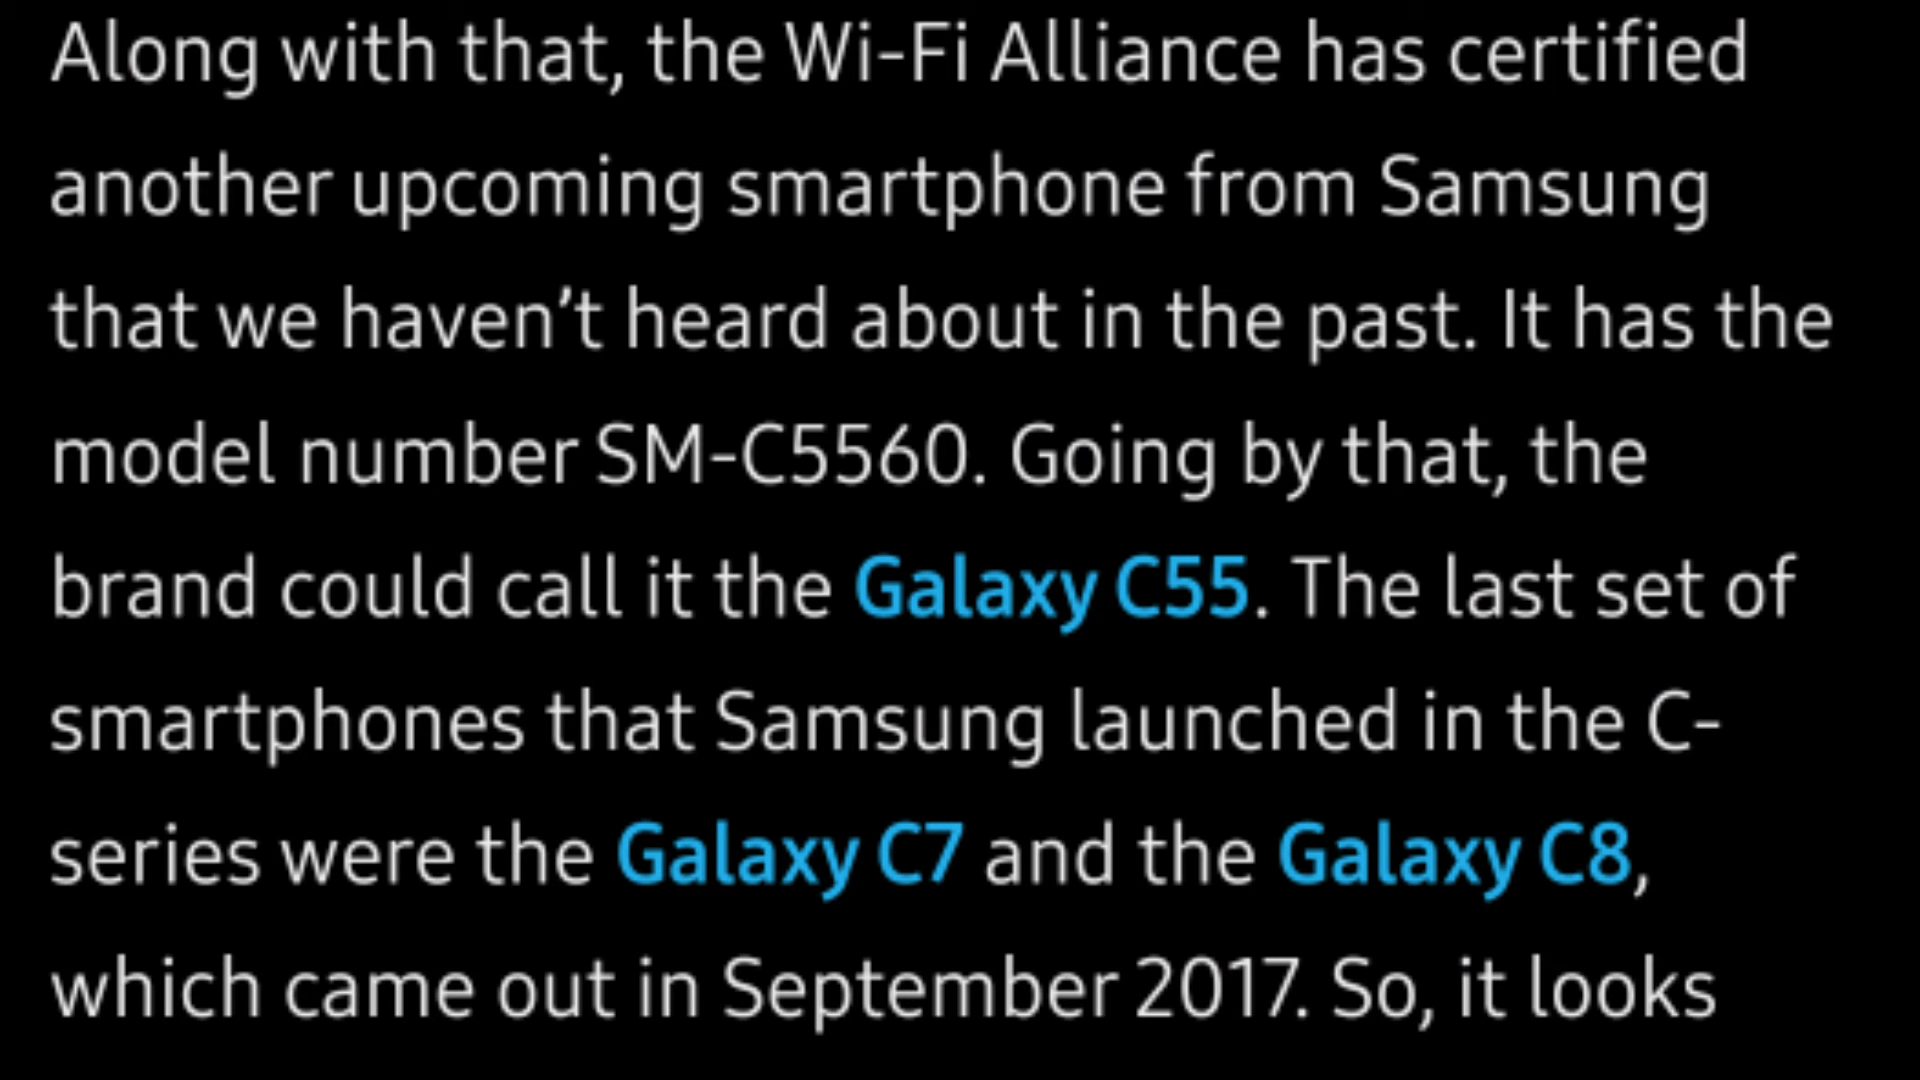 Along with that, the Wi-Fi Alliance has certified
another upcoming smartphone from Samsung
that we haven’t heard about in the past. It has the
model number SM-C5560. Going by that, the
brand could call it the Galaxy C55. The last set of
smartphones that Samsung launched in the C-
series were the Galaxy C7 and the Galaxy C8,
which came out in September 2017. So, it looks